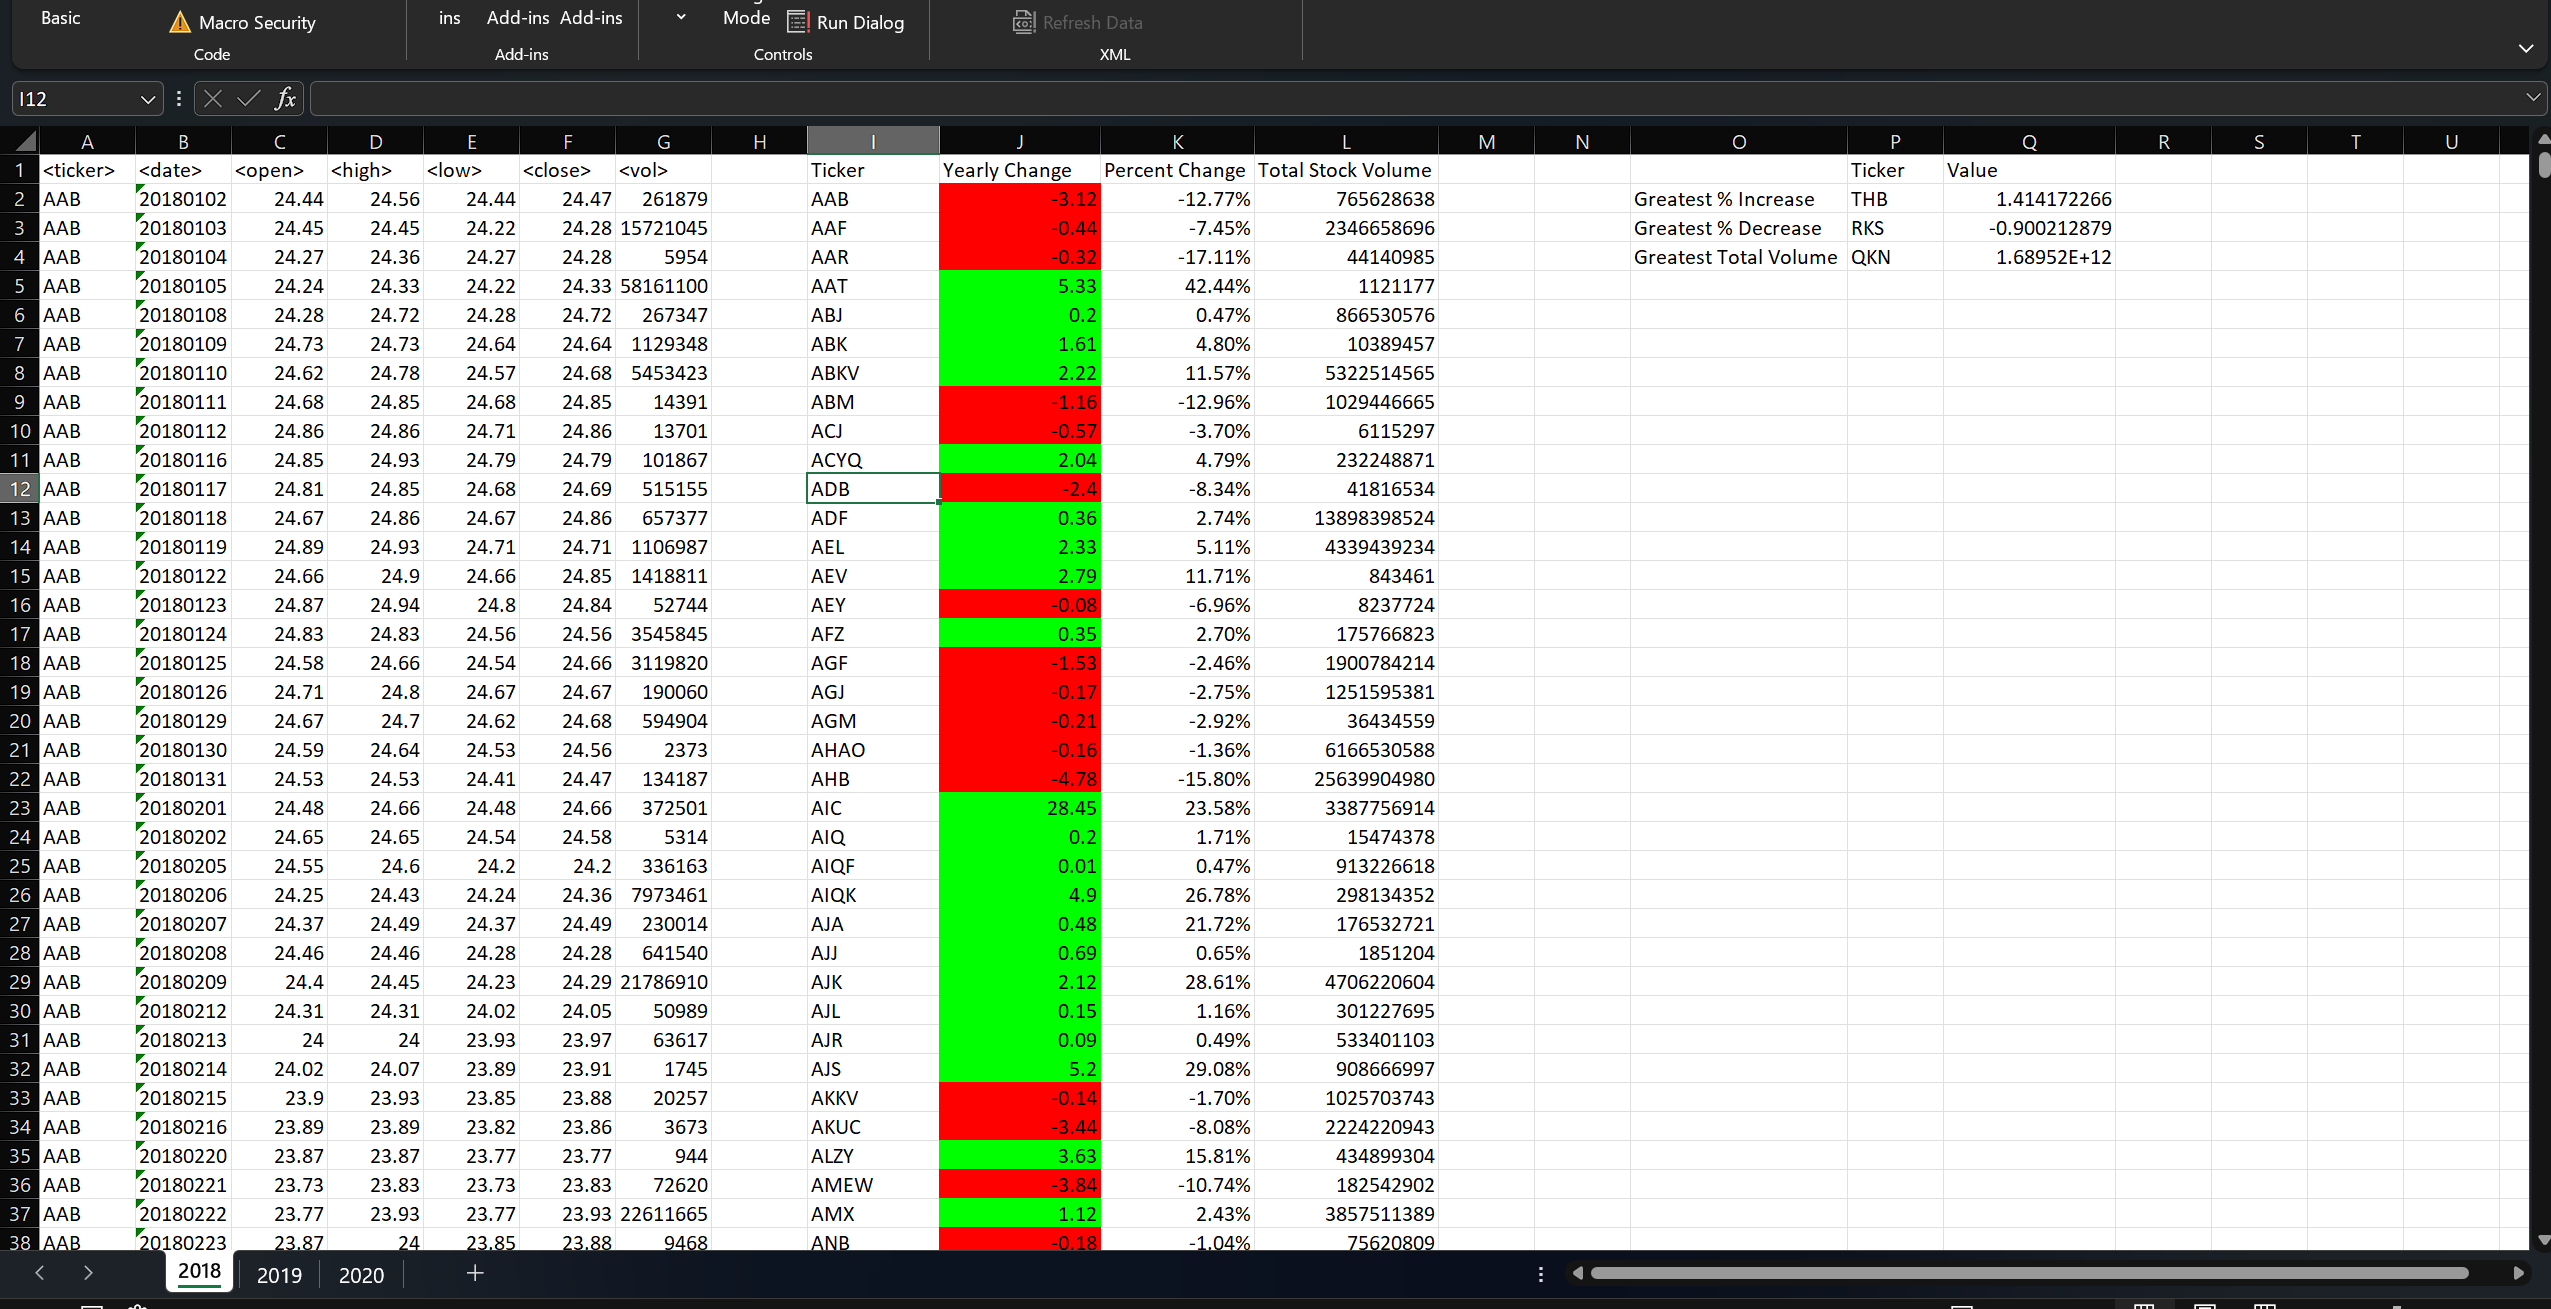 Basic Macro Security ins Add-ins Add-ins Mode Run Dialog Refresh Data
Code Add-ins Controls XML
I12 fx
A B C D E F G H I J K L M N O P Q R S T U
1 <ticker> <date> <open> <high> <low> <close> <vol> Ticker Yearly Change Percent Change Total Stock Volume Ticker Value
2 AAB 20180102 24.44 24.56 24.44 24.47 261879 AAB -3.12 -12.77% 765628638 Greatest % Increase THB 1.414172266
3 AAB 20180103 24.45 24.45 24.22 24.28 15721045 AAF -0.44 -7.45% 2346658696 Greatest % Decrease RKS -0.900212879
4 AAB 20180104 24.27 24.36 24.27 24.28 5954 AAR -0.32 -17.11% 44140985 Greatest Total Volume QKN 1.68952E+12
5 AAB 20180105 24.24 24.33 24.22 24.33 58161100 AAT 5.33 42.44% 1121177
6 AAB 20180108 24.28 24.72 24.28 24.72 267347 ABJ 0.2 0.47% 866530576
7 AAB 20180109 24.73 24.73 24.64 24.64 1129348 ABK 1.61 4.80% 10389457
8 AAB 20180110 24.62 24.78 24.57 24.68 5453423 ABKV 2.22 11.57% 5322514565
9 AAB 20180111 24.68 24.85 24.68 24.85 14391 ABM -1.16 -12.96% 1029446665
10 AAB 20180112 24.86 24.86 24.71 24.86 13701 ACJ -0.57 -3.70% 6115297
11 AAB 20180116 24.85 24.93 24.79 24.79 101867 ACYQ 2.04 4.79% 232248871
12 AAB 20180117 24.81 24.85 24.68 24.69 515155 ADB -2.4 -8.34% 41816534
13 AAB 20180118 24.67 24.86 24.67 24.86 657377 ADF 0.36 2.74% 13898398524
14 AAB 20180119 24.89 24.93 24.71 24.71 1106987 AEL 2.33 5.11% 4339439234
15 AAB 20180122 24.66 24.9 24.66 24.85 1418811 AEV 2.79 11.71% 843461
16 AAB 20180123 24.87 24.94 24.8 24.84 52744 AEY -0.08 -6.96% 8237724
17 AAB 20180124 24.83 24.83 24.56 24.56 3545845 AFZ 0.35 2.70% 175766823
18 AAB 20180125 24.58 24.66 24.54 24.66 3119820 AGF -1.53 -2.46% 1900784214
19 AAB 20180126 24.71 24.8 24.67 24.67 190060 AGJ -0.17 -2.75% 1251595381
20 AAB 20180129 24.67 24.7 24.62 24.68 594904 AGM -0.21 -2.92% 36434559
21 AAB 20180130 24.59 24.64 24.53 24.56 2373 AHAO -0.16 -1.36% 6166530588
22 AAB 20180131 24.53 24.53 24.41 24.47 134187 AHB -4.78 -15.80% 25639904980
23 AAB 20180201 24.48 24.66 24.48 24.66 372501 AIC 28.45 23.58% 3387756914
24 AAB 20180202 24.65 24.65 24.54 24.58 5314 AIQ 0.2 1.71% 15474378
25 AAB 20180205 24.55 24.6 24.2 24.2 336163 AIQF 0.01 0.47% 913226618
26 AAB 20180206 24.25 24.43 24.24 24.36 7973461 AIQK 4.9 26.78% 298134352
27 AAB 20180207 24.37 24.49 24.37 24.49 230014 AJA 0.48 21.72% 176532721
28 AAB 20180208 24.46 24.46 24.28 24.28 641540 AJJ 0.69 0.65% 1851204
29 AAB 20180209 24.4 24.45 24.23 24.29 21786910 AJK 2.12 28.61% 4706220604
30 AAB 20180212 24.31 24.31 24.02 24.05 50989 AJL 0.15 1.16% 301227695
31 AAB 20180213 24 24 23.93 23.97 63617 AJR 0.09 0.49% 533401103
32 AAB 20180214 24.02 24.07 23.89 23.91 1745 AJS 5.2 29.08% 908666997
33 AAB 20180215 23.9 23.93 23.85 23.88 20257 AKKV -0.14 -1.70% 1025703743
34 AAB 20180216 23.89 23.89 23.82 23.86 3673 AKUC -3.44 -8.08% 2224220943
35 AAB 20180220 23.87 23.87 23.77 23.77 944 ALZY 3.63 15.81% 434899304
36 AAB 20180221 23.73 23.83 23.73 23.83 72620 AMEW -3.84 -10.74% 182542902
37 AAB 20180222 23.77 23.93 23.77 23.93 22611665 AMX 1.12 2.43% 3857511389
38 AAB 20180223 23.87 24 23.85 23.88 9468 ANB -0.18 -1.04% 75620809
2018 2019 2020